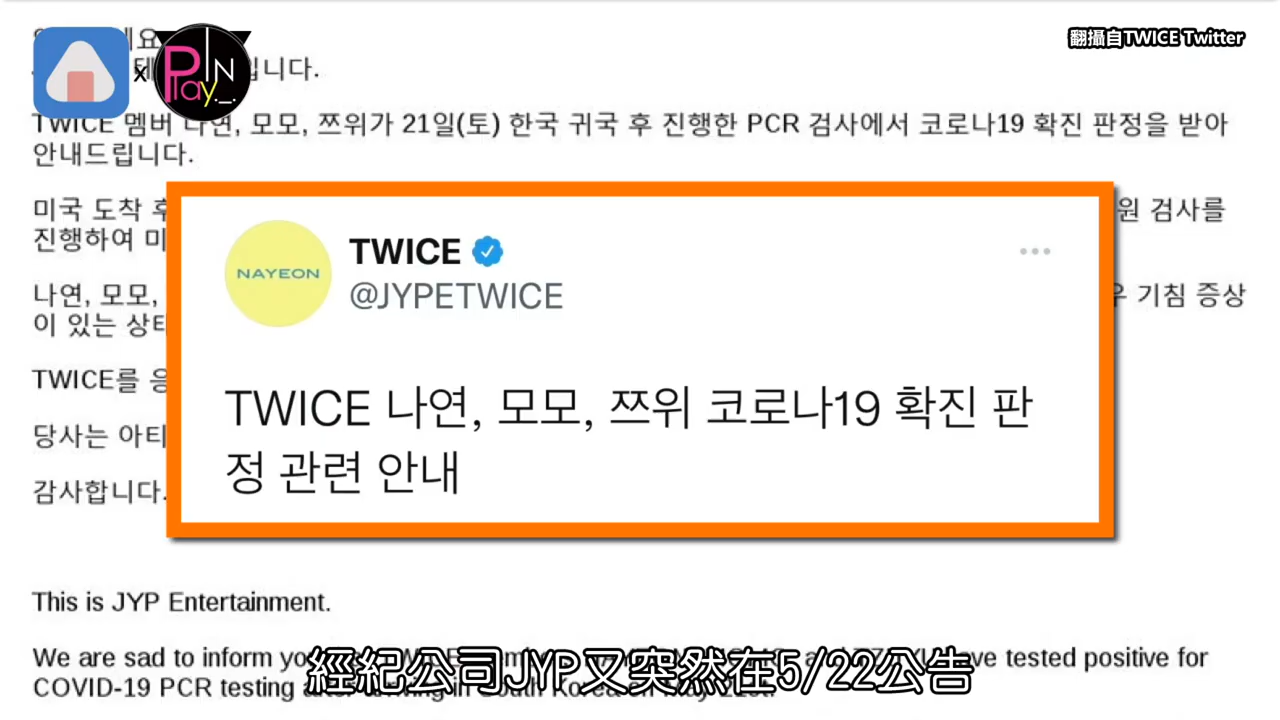 翻攝自TWICE Twitter
x
PLAY IN
니다.
TWICE 멤버 나연, 모모, 쯔위가 21일(토) 한국 귀국 후 진행한 PCR 검사에서 코로나19 확진 판정을 받아
안내드립니다.
미국 도착 후 원 검사를
진행하여 미
나연, 모모, 기침 증상
이 있는 상태
TWICE를 응
당사는 아티
감사합니다.
TWICE
@JYPETWICE
NAYEON
TWICE 나연, 모모, 쯔위 코로나19 확진 판
정 관련 안내
This is JYP Entertainment.
We are sad to inform you have tested positive for
COVID-19 PCR testing
經紀公司JYP又突然在5/22公告